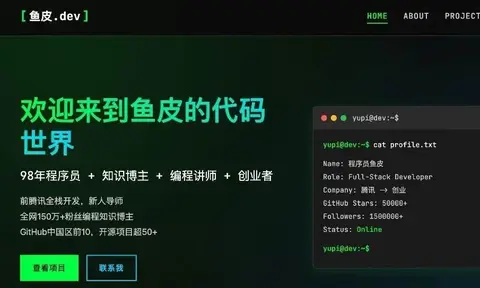 [ 鱼皮.dev ]
HOME ABOUT PROJECT
欢迎来到鱼皮的代码
世界
98年程序员 + 知识博主 + 编程讲师 + 创业者
前腾讯全栈开发，新人导师
全网150万+粉丝编程知识博主
GitHub中国区前10，开源项目超50+
查看项目 联系我
yupi@dev:~$
yupi@dev:~$ cat profile.txt
Name: 程序员鱼皮
Role: Full-Stack Developer
Company: 腾讯 -> 创业
GitHub Stars: 50000+
Followers: 1500000+
Status: Online
yupi@dev:~$